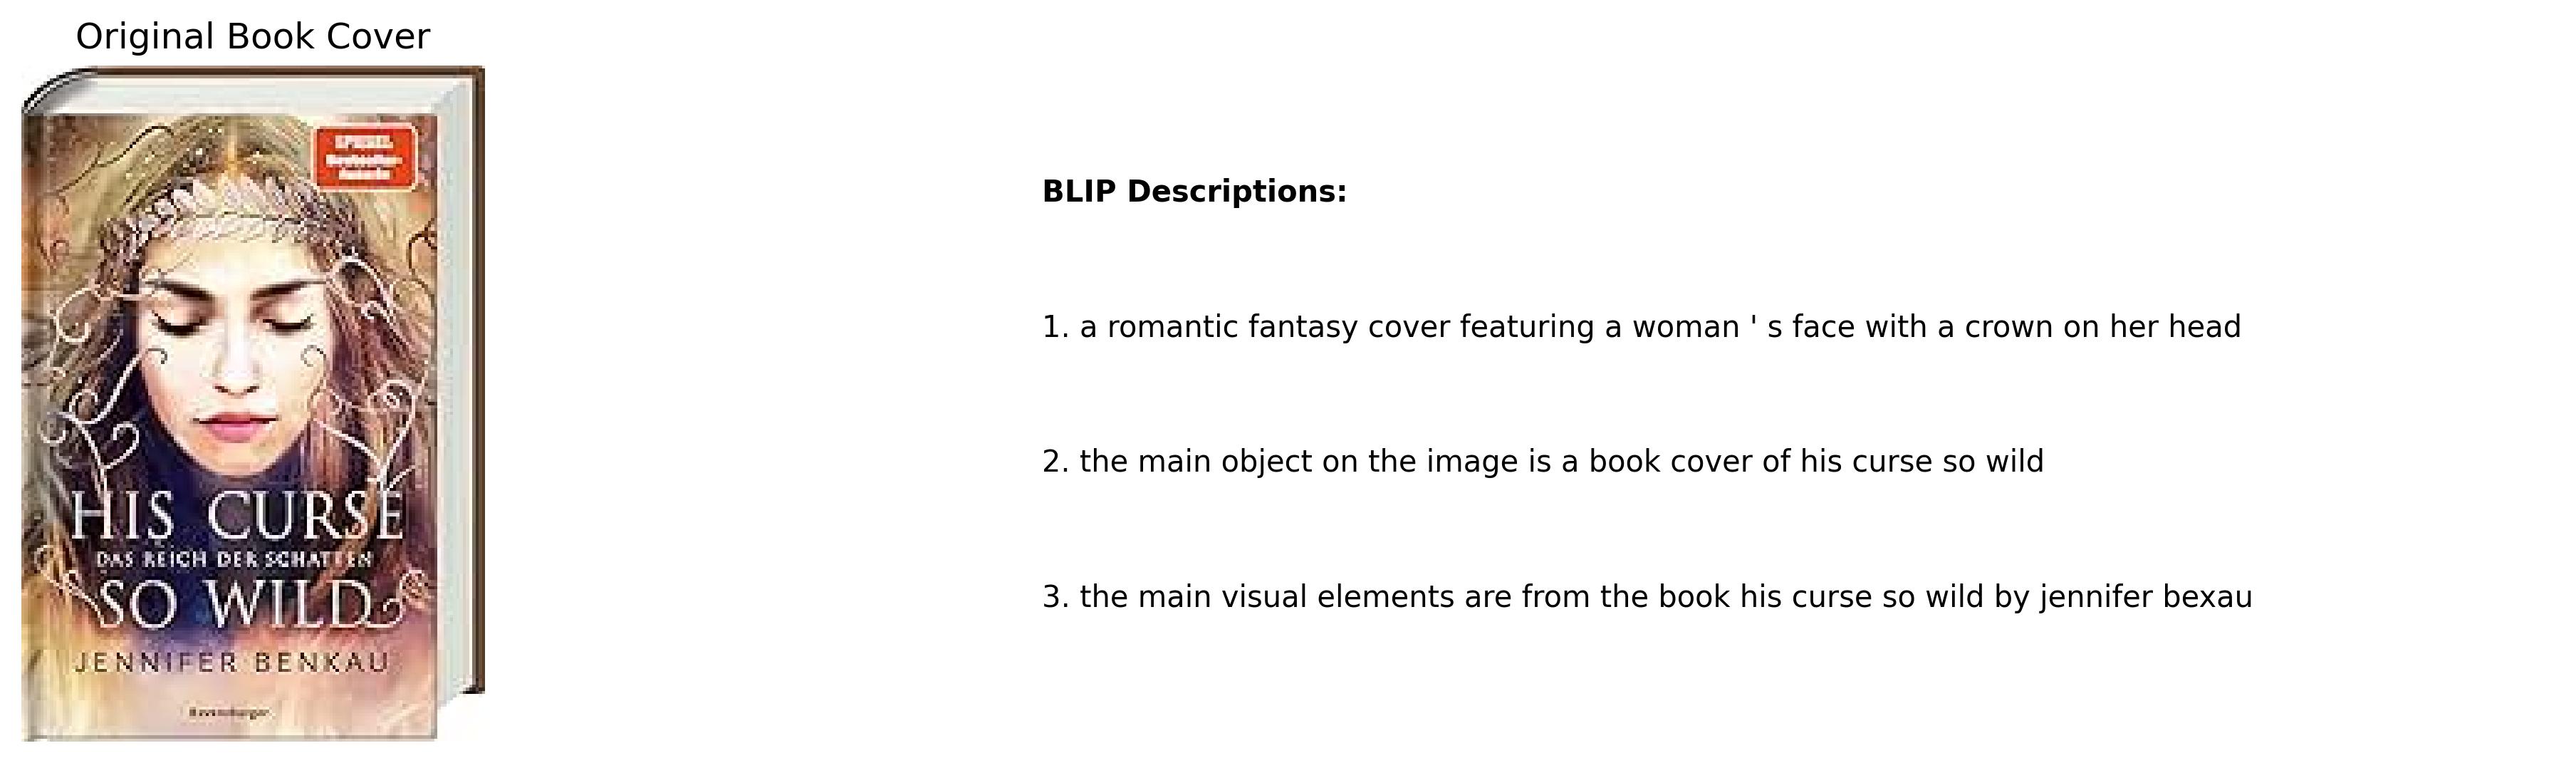 Original Book Cover
SPIEGEL
Bestseller-
Autorin
HIS CURSE
DAS REICH DER SCHATTEN
SO WILD
JENNIFER BENKAU
Ravensburger
BLIP Descriptions:
1. a romantic fantasy cover featuring a woman ' s face with a crown on her head
2. the main object on the image is a book cover of his curse so wild
3. the main visual elements are from the book his curse so wild by jennifer bexau